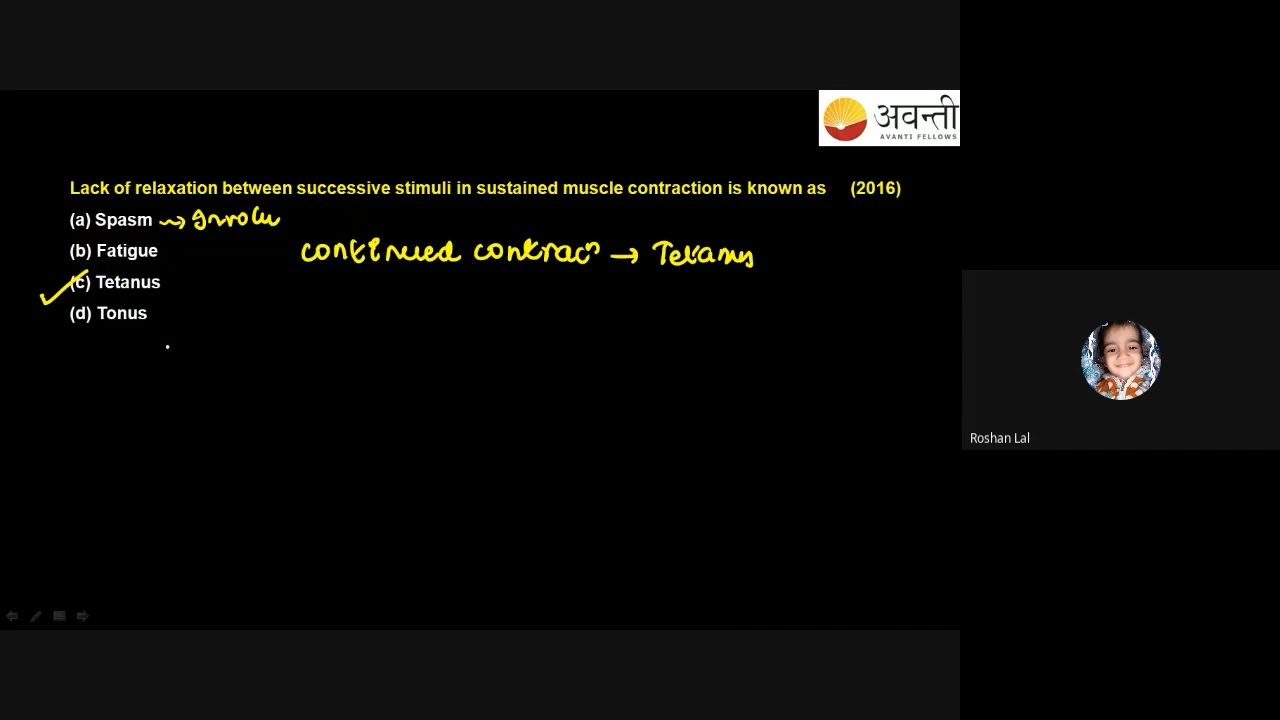 अवन्ती
AVANTI FELLOWS
Lack of relaxation between successive stimuli in sustained muscle contraction is known as (2016)
(a) Spasm → Involu
(b) Fatigue
continued contrac → Tetanus
(c) Tetanus
(d) Tonus
Roshan Lal